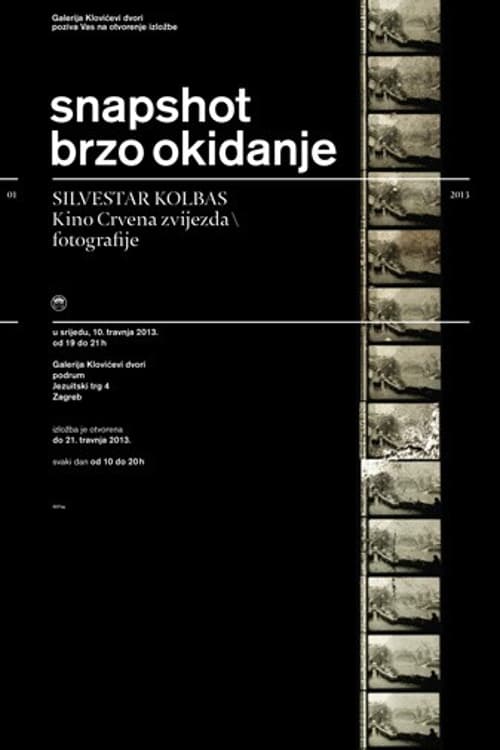 Galerija Klovićevi dvori
poziva Vas na otvorenje izložbe
snapshot
brzo okidanje
01
SILVESTAR KOLBAS
2013
Kino Crvena zvijezda \
fotografije
u srijedu, 10. travnja 2013.
od 19 do 21 h
Galerija Klovićevi dvori
podrum
Jezuitski trg 4
Zagreb
izložba je otvorena
do 21. travnja 2013.
svaki dan od 10 do 20 h